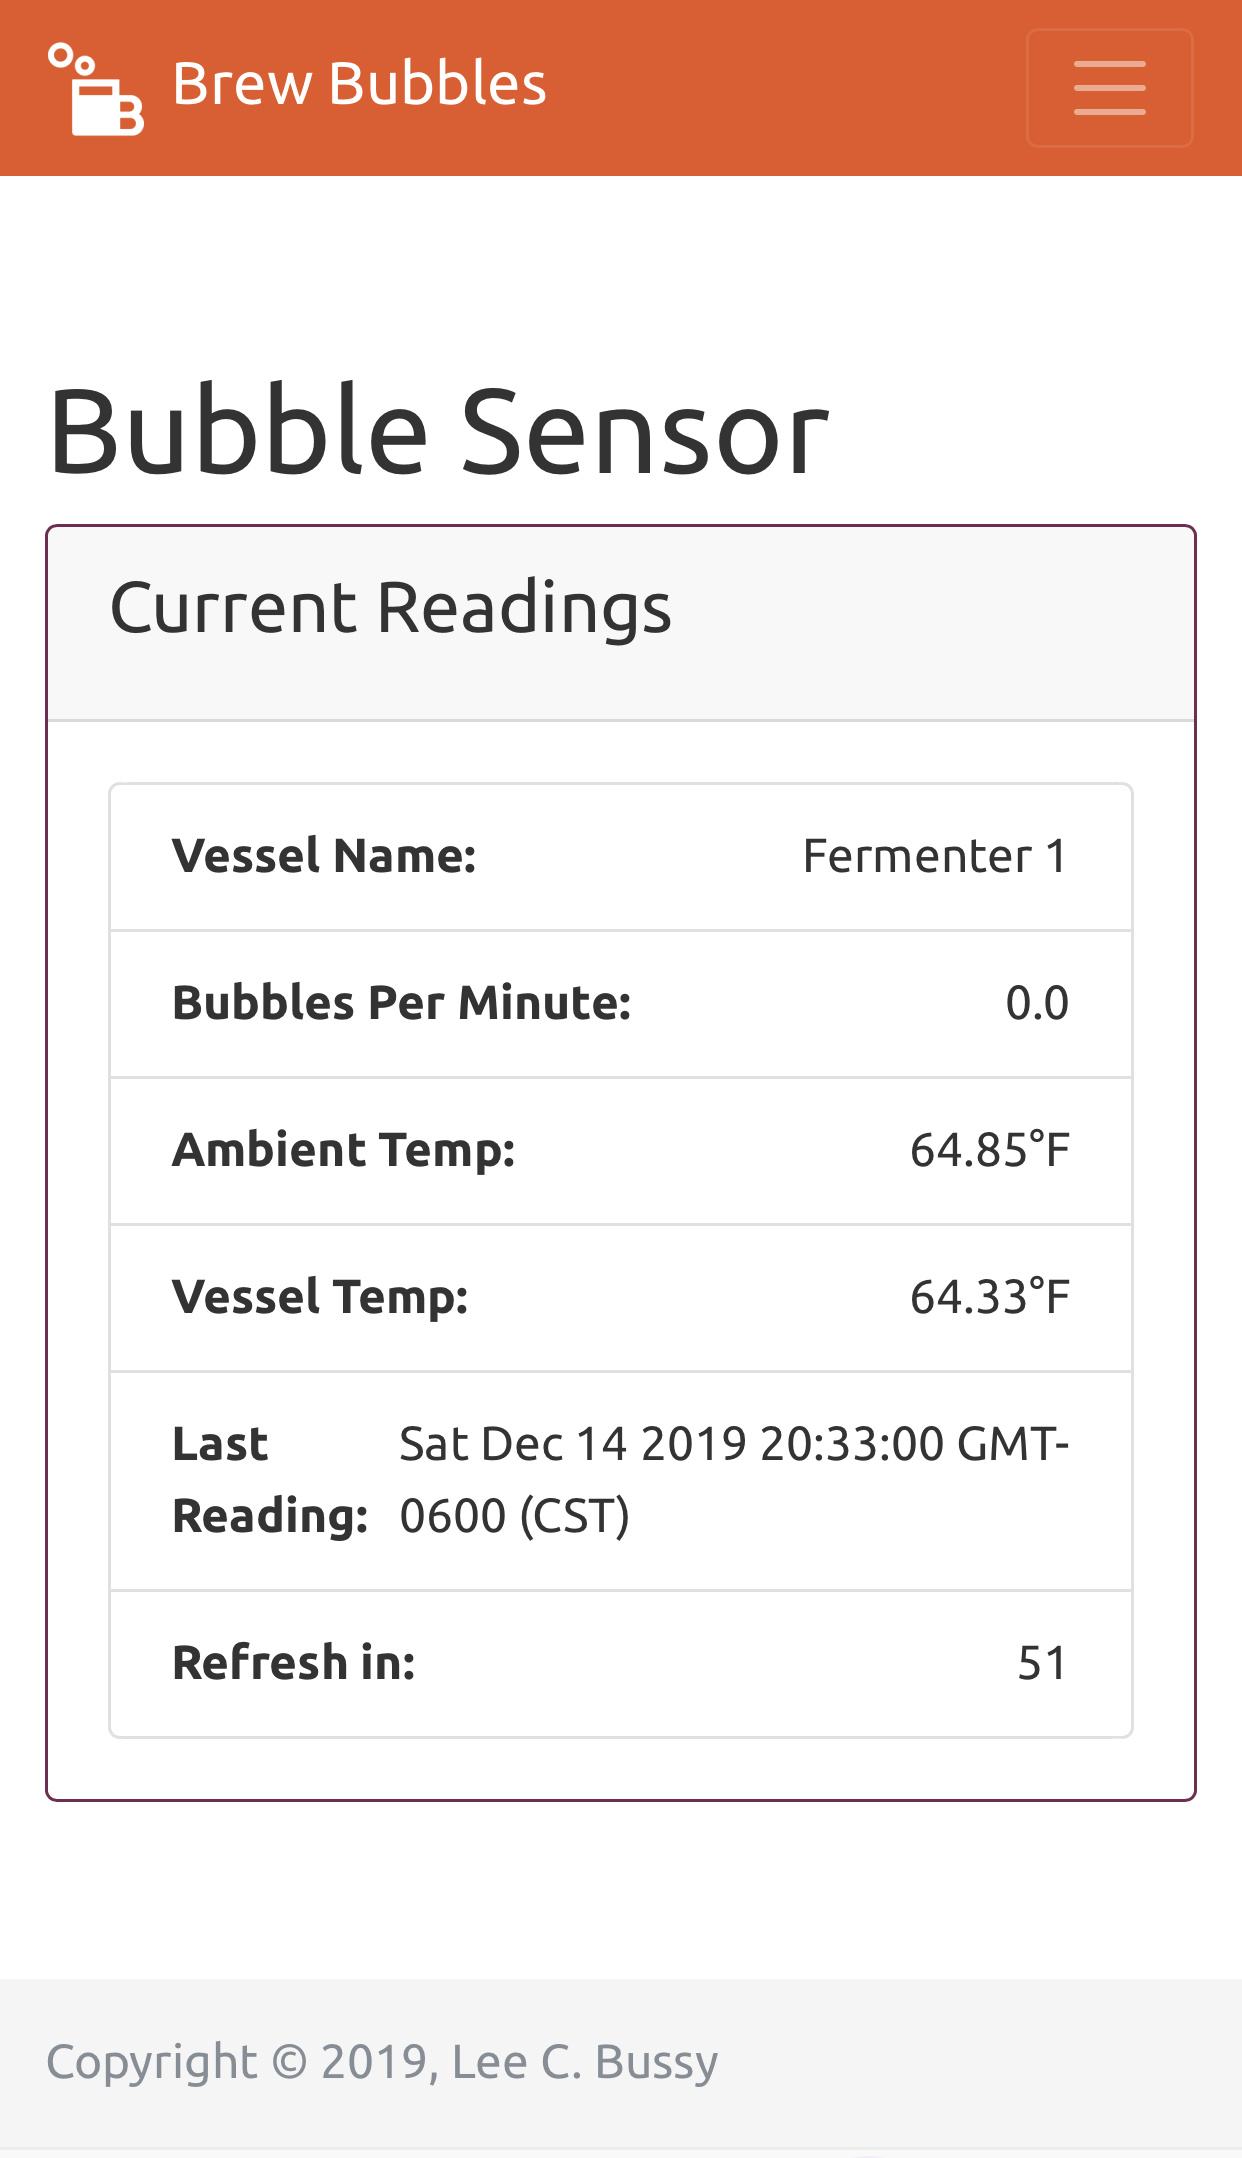 Brew Bubbles
Bubble Sensor
Current Readings
Vessel Name: Fermenter 1
Bubbles Per Minute: 0.0
Ambient Temp: 64.85°F
Vessel Temp: 64.33°F
Last Reading: Sat Dec 14 2019 20:33:00 GMT-
0600 (CST)
Refresh in: 51
Copyright © 2019, Lee C. Bussy